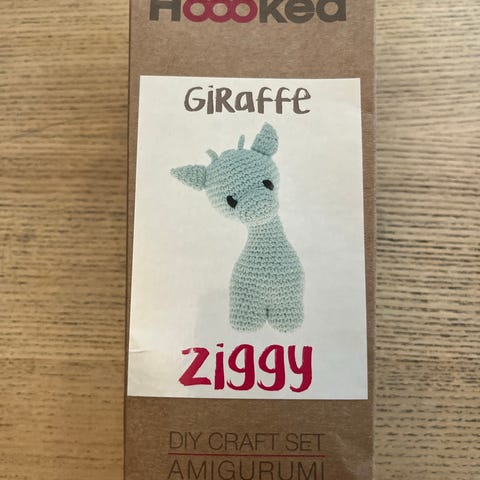 Hoooked
GiRaffe
ziggy
DIY CRAFT SET
AMIGURUMI